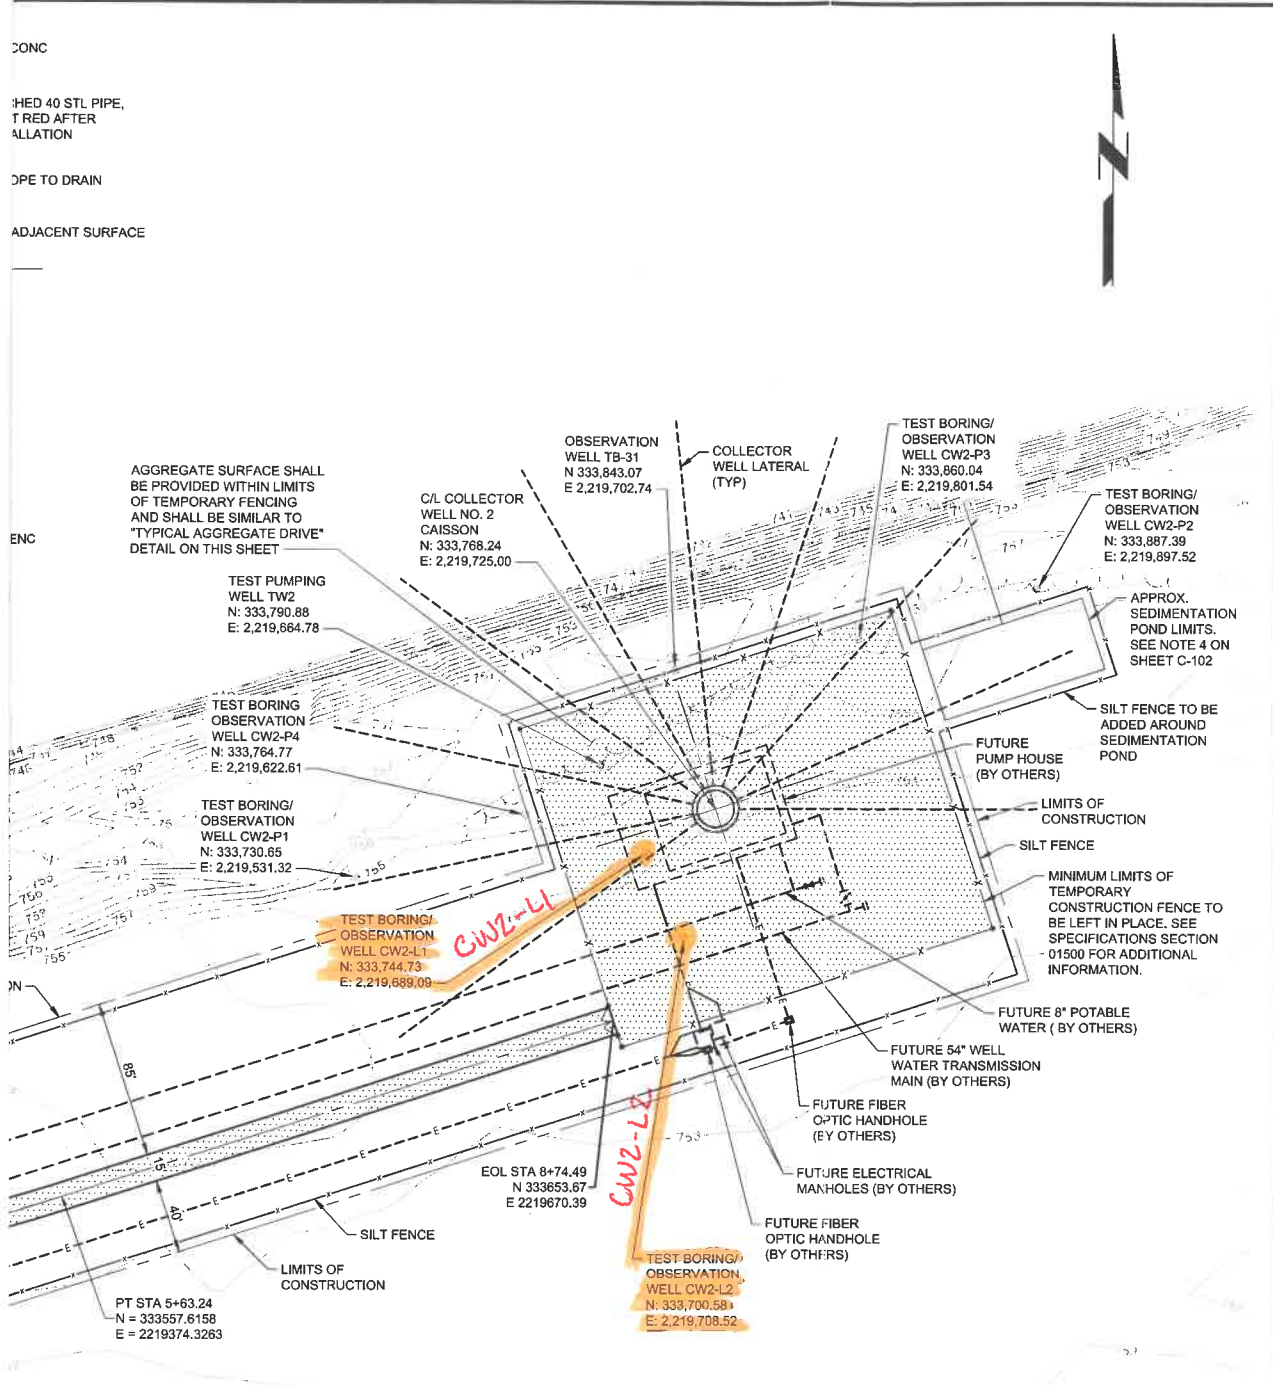 CONC
HED 40 STL PIPE,
T RED AFTER
ALLATION
OPE TO DRAIN
ADJACENT SURFACE
ENC
N
AGGREGATE SURFACE SHALL
BE PROVIDED WITHIN LIMITS
OF TEMPORARY FENCING
AND SHALL BE SIMILAR TO
"TYPICAL AGGREGATE DRIVE"
DETAIL ON THIS SHEET
C/L COLLECTOR
WELL NO. 2
CAISSON
N: 333,768.24
E: 2,219,725.00
OBSERVATION
WELL TB-31
N 333,843.07
E 2,219,702.74
COLLECTOR
WELL LATERAL
(TYP)
TEST BORING/
OBSERVATION
WELL CW2-P3
N: 333,860.04
E: 2,219,801.54
TEST BORING/
OBSERVATION
WELL CW2-P2
N: 333,887.39
E: 2,219,897.52
APPROX.
SEDIMENTATION
POND LIMITS.
SEE NOTE 4 ON
SHEET C-102
SILT FENCE TO BE
ADDED AROUND
SEDIMENTATION
POND
TEST PUMPING
WELL TW2
N: 333,790.88
E: 2,219,664.78
TEST BORING
OBSERVATION
WELL CW2-P4
N: 333,764.77
E: 2,219,622.61
TEST BORING/
OBSERVATION
WELL CW2-P1
N: 333,730.65
E: 2,219,531.32
FUTURE
PUMP HOUSE
(BY OTHERS)
LIMITS OF
CONSTRUCTION
SILT FENCE
MINIMUM LIMITS OF
TEMPORARY
CONSTRUCTION FENCE TO
BE LEFT IN PLACE. SEE
SPECIFICATIONS SECTION
01500 FOR ADDITIONAL
INFORMATION.
TEST BORING/
OBSERVATION
WELL CW2-L1
N: 333,744.73
E: 2,219,689.09
CW2-L1
ON
85'
15'
40'
FUTURE 8" POTABLE
WATER ( BY OTHERS)
FUTURE 54" WELL
WATER TRANSMISSION
MAIN (BY OTHERS)
FUTURE FIBER
OPTIC HANDHOLE
(BY OTHERS)
FUTURE ELECTRICAL
MANHOLES (BY OTHERS)
FUTURE FIBER
OPTIC HANDHOLE
(BY OTHERS)
CW2-L2
753
755
EOL STA 8+74.49
N 333653.67
E 2219670.39
SILT FENCE
LIMITS OF
CONSTRUCTION
PT STA 5+63.24
N = 333557.6158
E = 2219374.3263
TEST BORING/
OBSERVATION
WELL CW2-L2
N: 333,700.58
E: 2,219,708.52